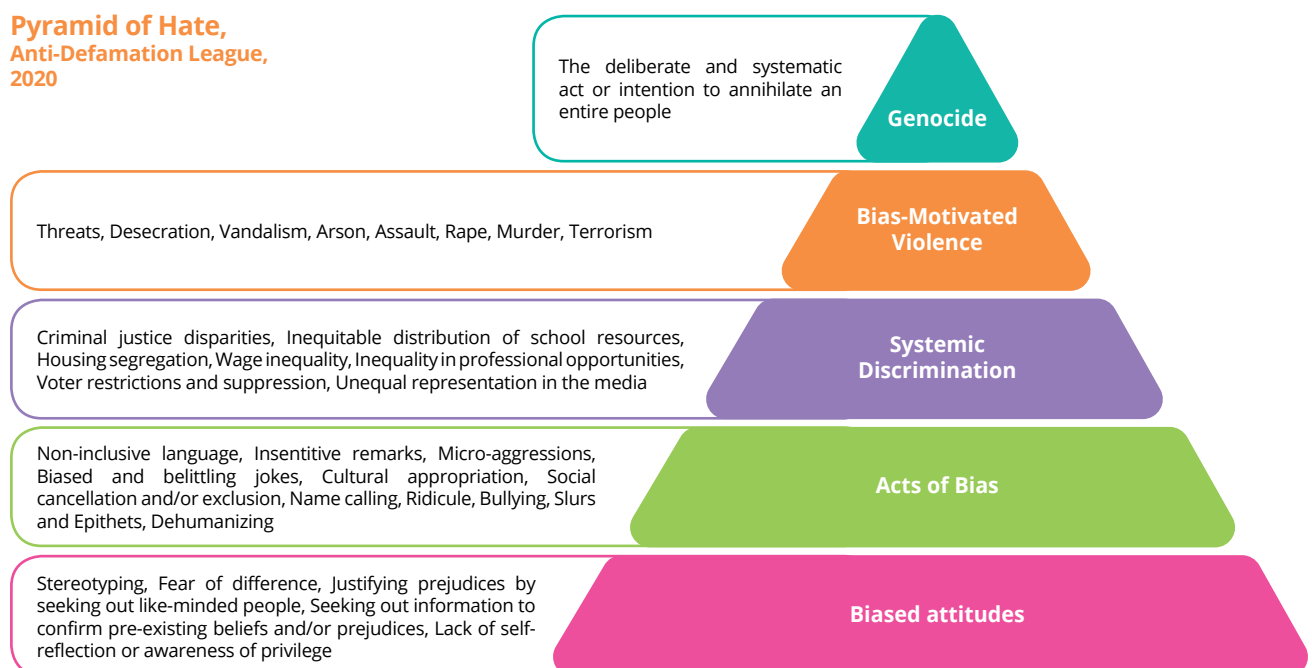 Pyramid of Hate,
Anti-Defamation League,
2020
The deliberate and systematic
act or intention to annihilate an
entire people
Genocide
Threats, Desecration, Vandalism, Arson, Assault, Rape, Murder, Terrorism
Bias-Motivated
Violence
Criminal justice disparities, Inequitable distribution of school resources,
Housing segregation, Wage inequality, Inequality in professional opportunities,
Voter restrictions and suppression, Unequal representation in the media
Systemic
Discrimination
Non-inclusive language, Insentitive remarks, Micro-aggressions,
Biased and belittling jokes, Cultural appropriation, Social
cancellation and/or exclusion, Name calling, Ridicule, Bullying, Slurs
and Epithets, Dehumanizing
Acts of Bias
Stereotyping, Fear of difference, Justifying prejudices by
seeking out like-minded people, Seeking out information to
confirm pre-existing beliefs and/or prejudices, Lack of self-
reflection or awareness of privilege
Biased attitudes